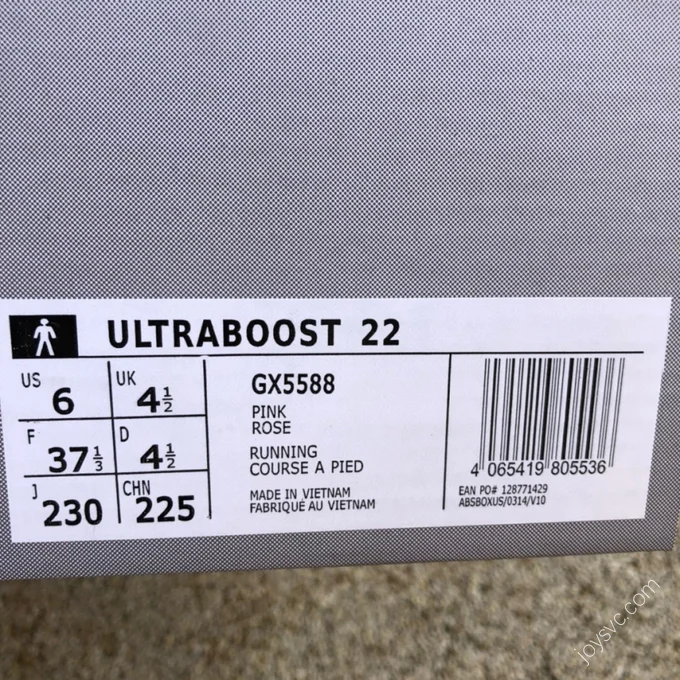 ULTRABOOST 22
US 6
UK 4½
F 37⅓
D 4½
J 230
CHN 225
GX5588
PINK
ROSE
RUNNING
COURSE A PIED
MADE IN VIETNAM
FABRIQUÉ AU VIETNAM
4 065419 805536
EAN PO# 128771429
ABSBOXUS/0314/V10
joysvc.com